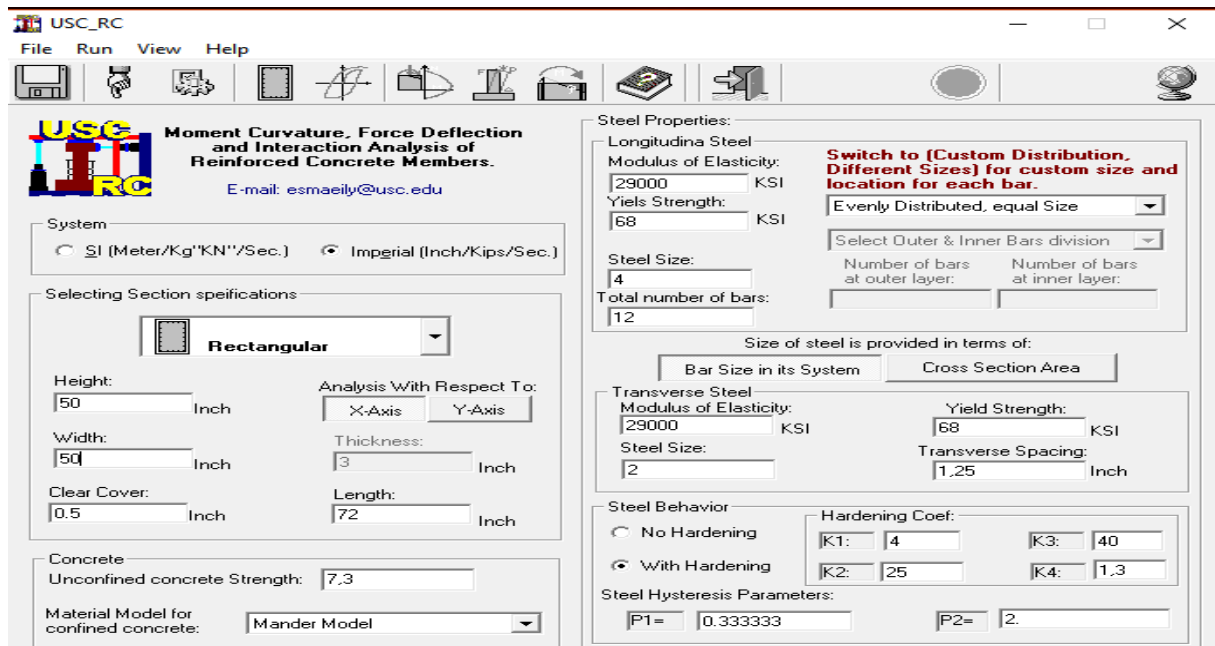 USC_RC
File Run View Help
USC
RC
Moment Curvature, Force Deflection
and Interaction Analysis of
Reinforced Concrete Members.
E-mail: esmaeily@usc.edu
System
SI (Meter/Kg"KN"/Sec.)
Imperial (Inch/Kips/Sec.)
Selecting Section speifications
Rectangular
Height:
50 Inch
Analysis With Respect To:
X-Axis Y-Axis
Width:
50 Inch
Thickness:
3 Inch
Clear Cover:
0.5 Inch
Length:
72 Inch
Concrete
Unconfined concrete Strength: 7,3
Material Model for
confined concrete: Mander Model
Steel Properties:
Longitudina Steel
Modulus of Elasticity:
29000 KSI
Yiels Strength:
68 KSI
Steel Size:
4
Total number of bars:
12
Switch to (Custom Distribution,
Different Sizes) for custom size and
location for each bar.
Evenly Distributed, equal Size
Select Outer & Inner Bars division
Number of bars
at outer layer:
Number of bars
at inner layer:
Size of steel is provided in terms of:
Bar Size in its System Cross Section Area
Transverse Steel
Modulus of Elasticity:
29000 KSI
Yield Strength:
68 KSI
Steel Size:
2
Transverse Spacing:
1,25 Inch
Steel Behavior
No Hardening
With Hardening
Hardening Coef:
K1: 4 K3: 40
K2: 25 K4: 1,3
Steel Hysteresis Parameters:
P1= 0.333333 P2= 2.